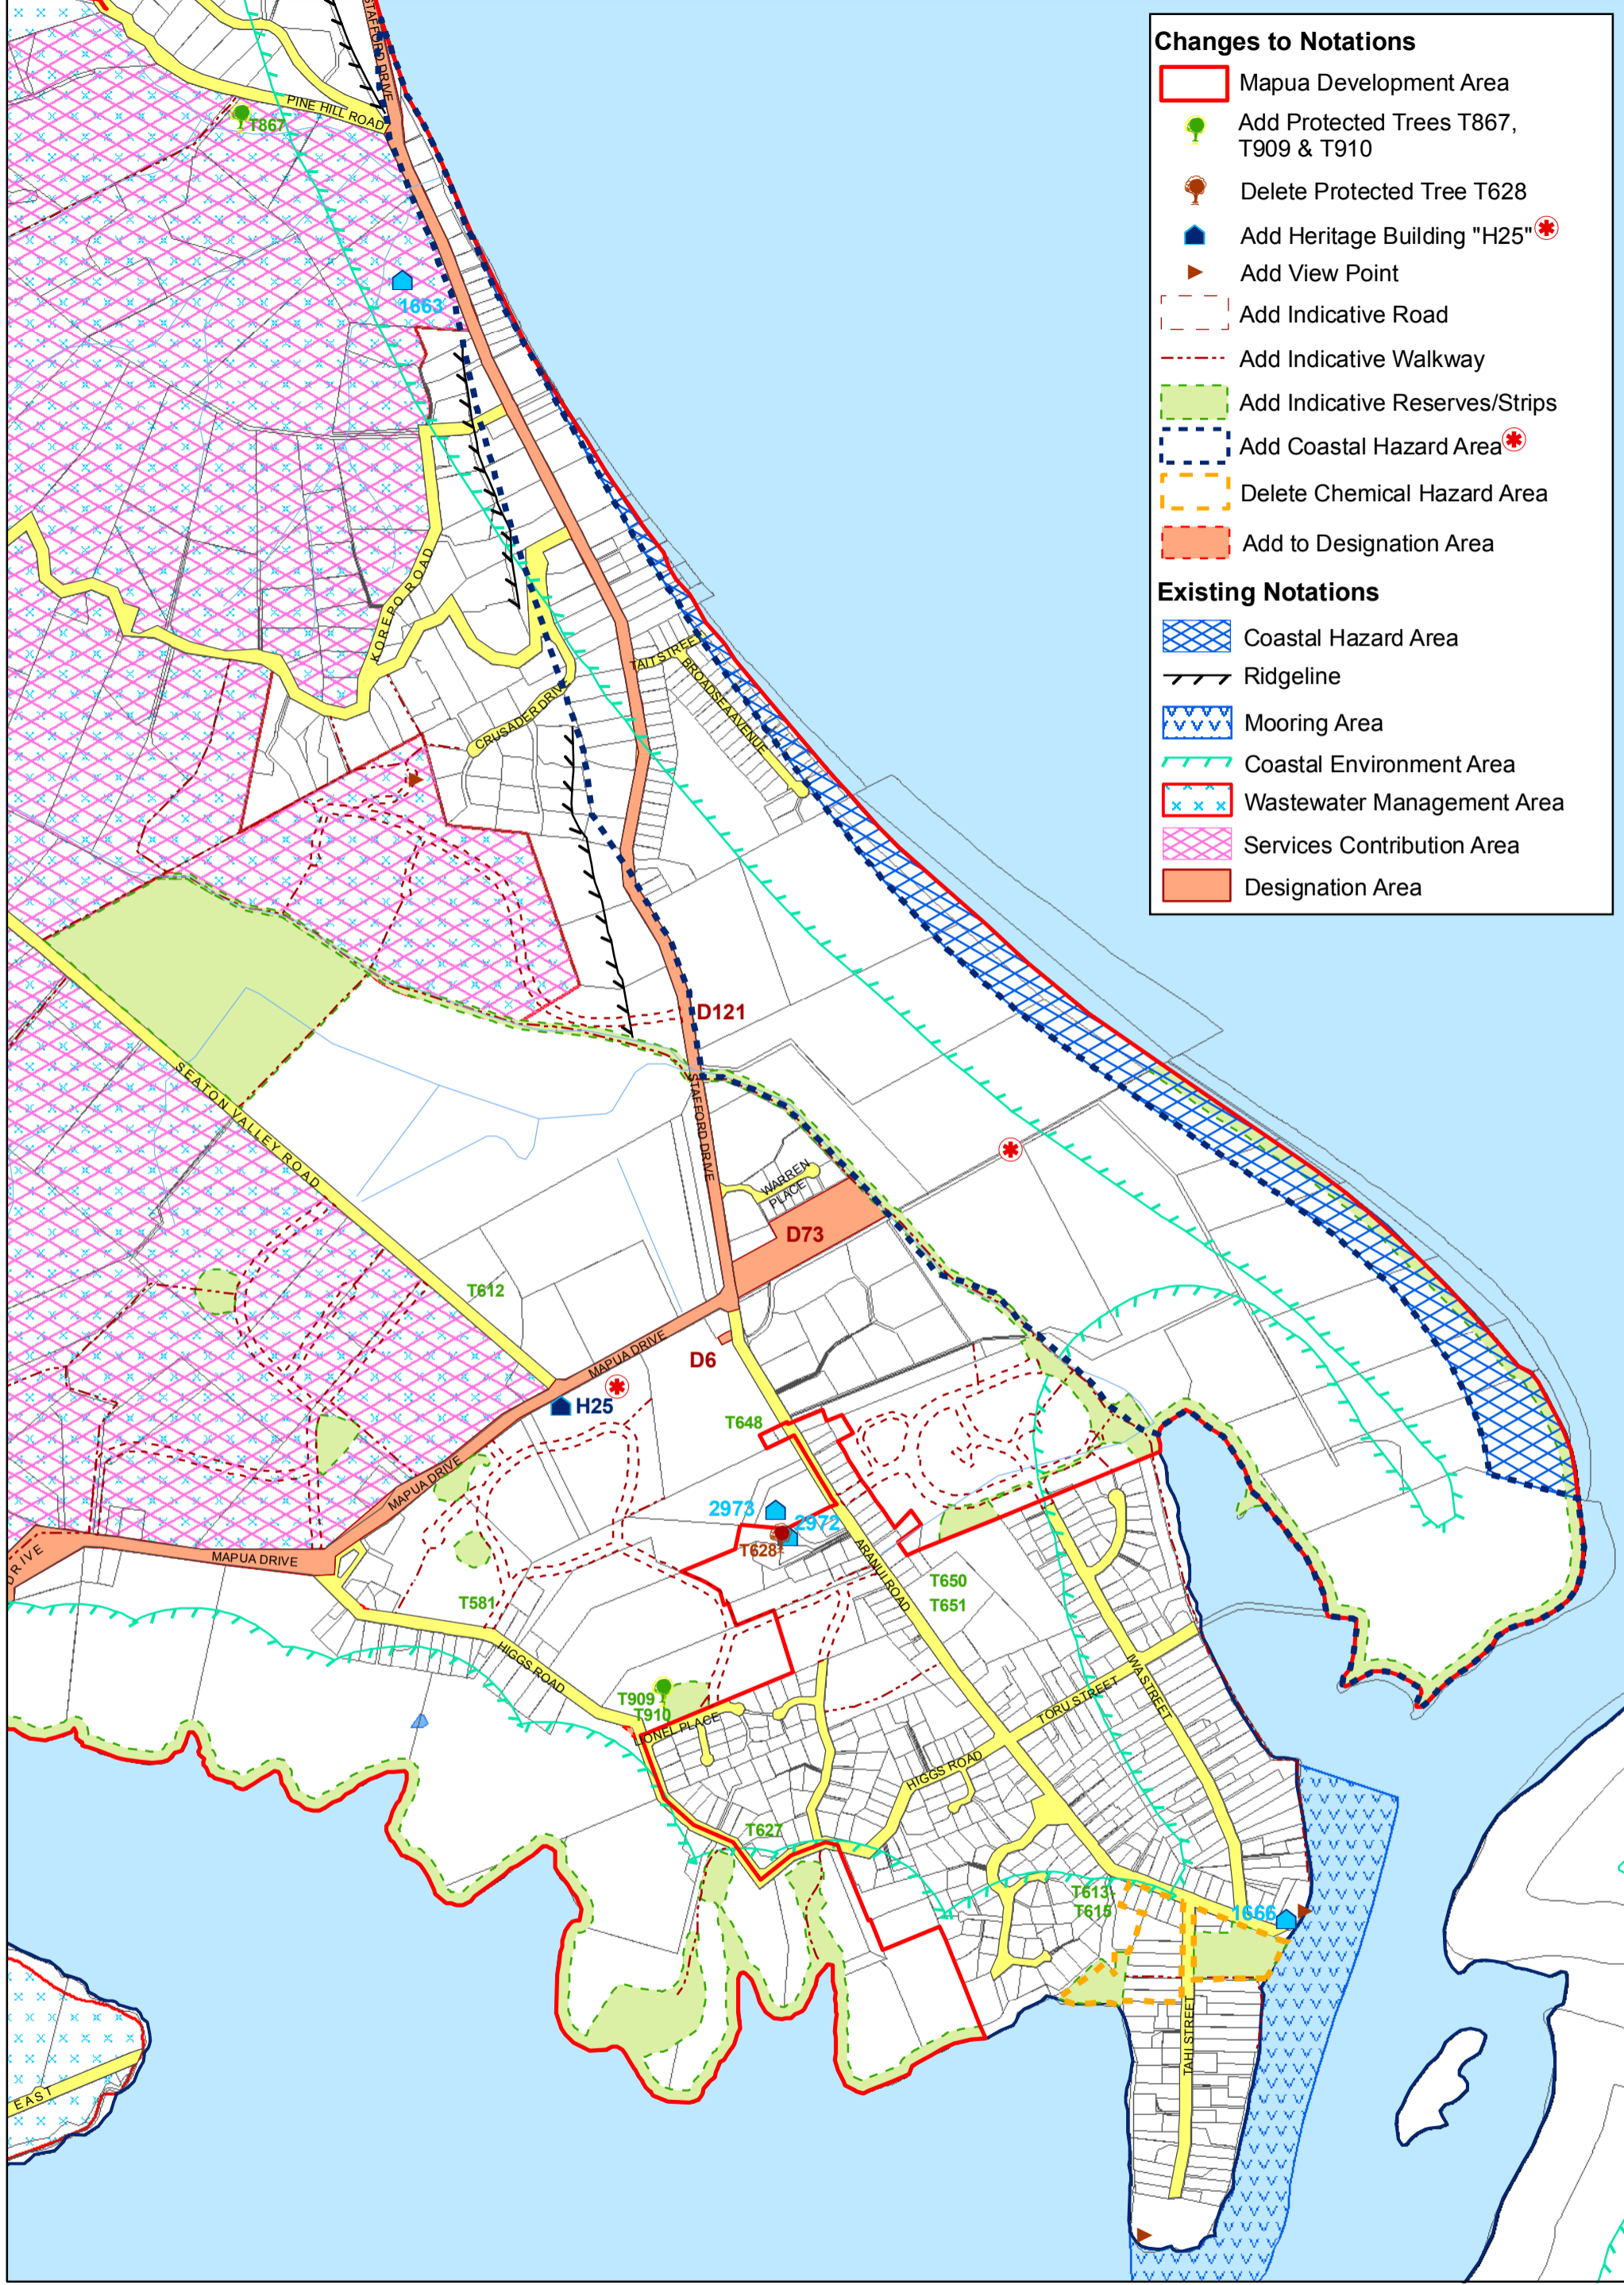 Changes to Notations
Mapua Development Area
Add Protected Trees T867,
T909 & T910
Delete Protected Tree T628
Add Heritage Building "H25"
Add View Point
Add Indicative Road
Add Indicative Walkway
Add Indicative Reserves/Strips
Add Coastal Hazard Area
Delete Chemical Hazard Area
Add to Designation Area
Existing Notations
Coastal Hazard Area
Ridgeline
Mooring Area
Coastal Environment Area
Wastewater Management Area
Services Contribution Area
Designation Area
STAFFORD DRIVE
PINE HILL ROAD
T867
1663
KOREPO ROAD
TAIT STREET
BROADSEA AVENUE
CRUSADER DRIVE
D121
STAFFORD DRIVE
SEATON VALLEY ROAD
WARREN
PLACE
D73
T612
MAPUA DRIVE
D6
H25
T648
MAPUA DRIVE
2973
2972
T628
ARANUI ROAD
MAPUA DRIVE
DRIVE
T650
T651
T581
HIGGS ROAD
IWA STREET
TORU STREET
T909
T910
LIONEL PLACE
HIGGS ROAD
T627
T613-
T615
1666
TAHI STREET
EAST